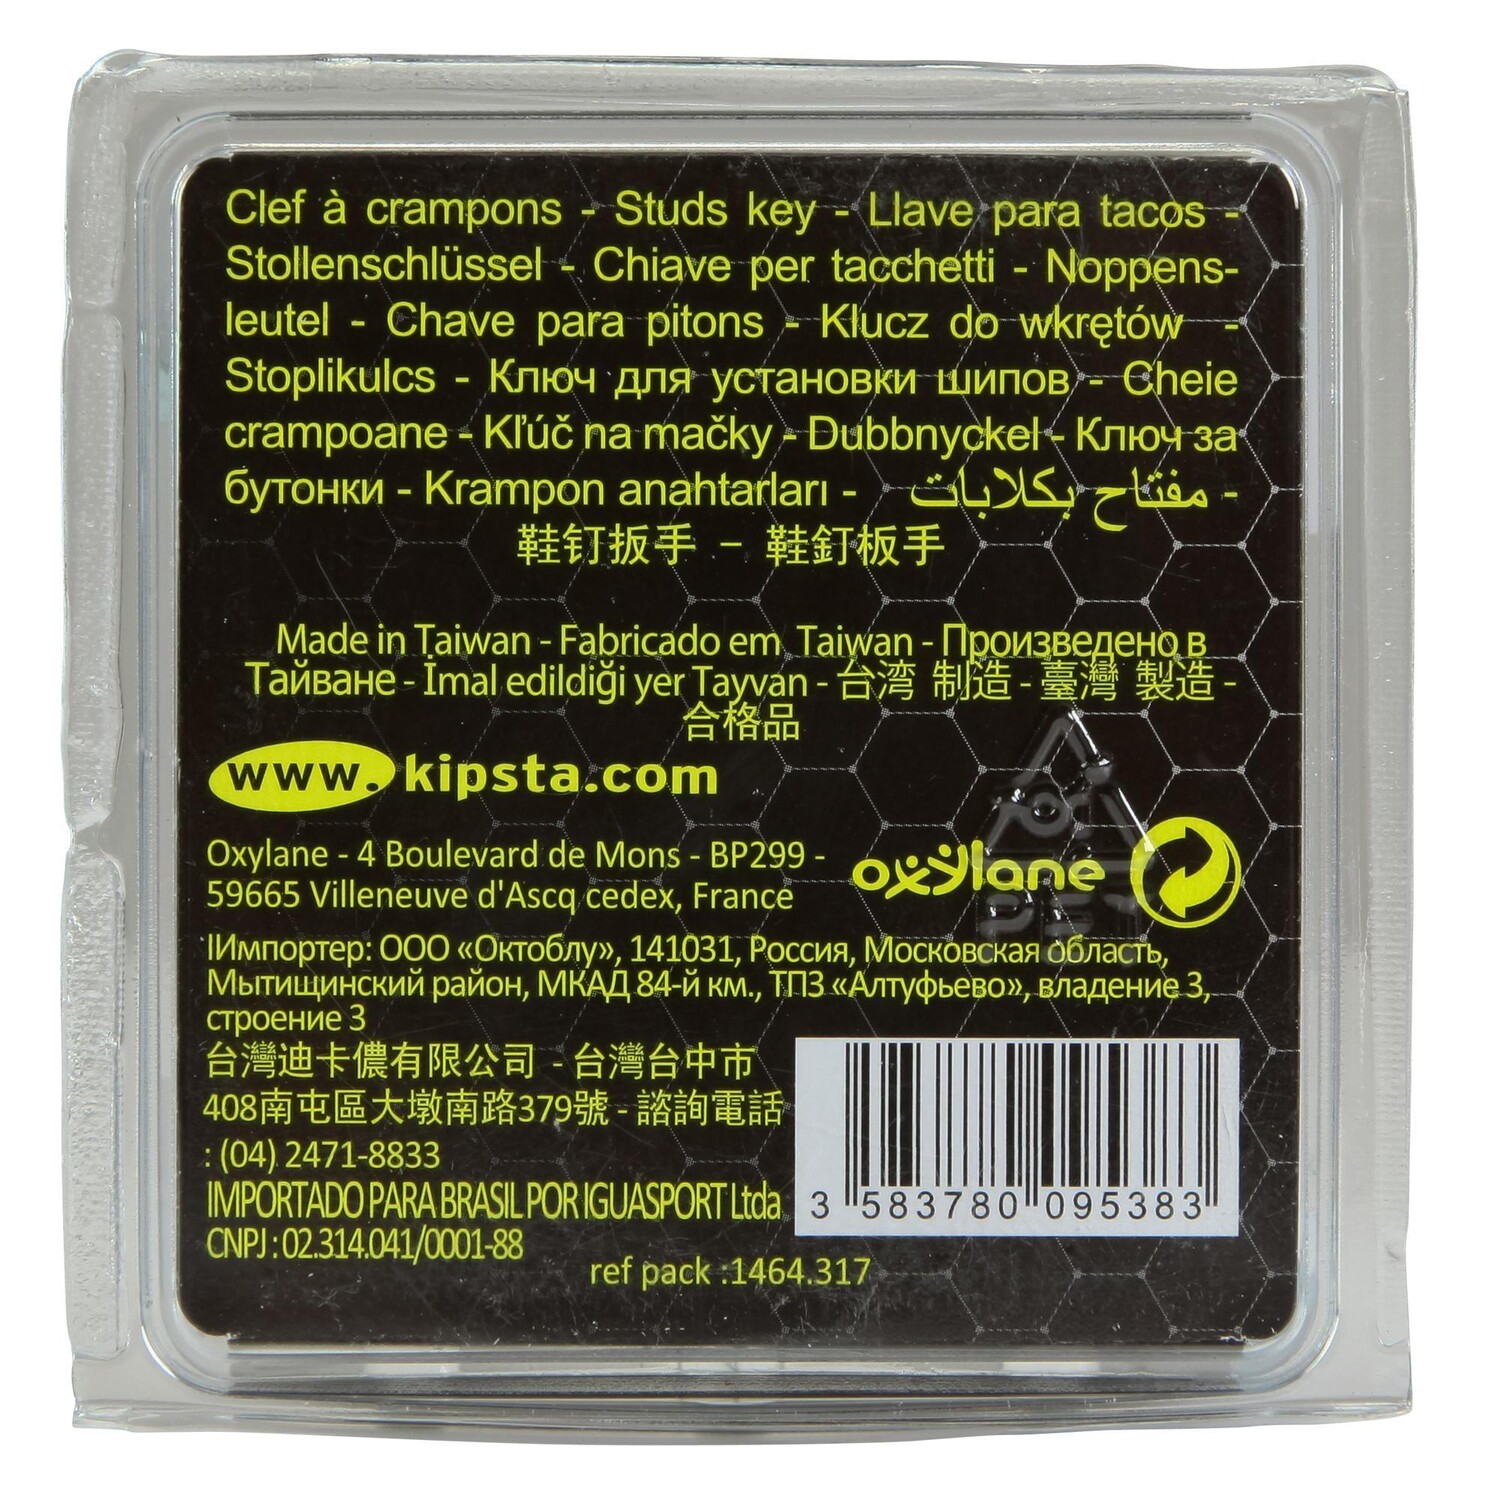 Clef à crampons - Studs key - Llave para tacos -
Stollenschlüssel - Chiave per tacchetti - Noppens-
leutel - Chave para pitons - Klucz do wkrętów -
Stoplikulcs - Ключ для установки шипов - Cheie
crampoane - Kľúč na mačky - Dubbnyckel - Ключ за
бутонки - Krampon anahtarları - مفتاح بكلابات -
鞋钉扳手 - 鞋釘板手
Made in Taiwan - Fabricado em Taiwan - Произведено в
Тайване - İmal edildiği yer Tayvan - 台湾 制造 - 臺灣 製造 -
合格品
www.kipsta.com
Oxylane - 4 Boulevard de Mons - BP299 -
59665 Villeneuve d'Ascq cedex, France
oxylane
IИмпортер: ООО «Октоблу», 141031, Россия, Московская область,
Мытищинский район, МКАД 84-й км., ТПЗ «Алтуфьево», владение 3,
строение 3
台灣迪卡儂有限公司 - 台灣台中市
408南屯區大墩南路379號 - 諮詢電話
: (04) 2471-8833
IMPORTADO PARA BRASIL POR IGUASPORT Ltda
CNPJ : 02.314.041/0001-88
3 583780 095383
ref pack :1464.317